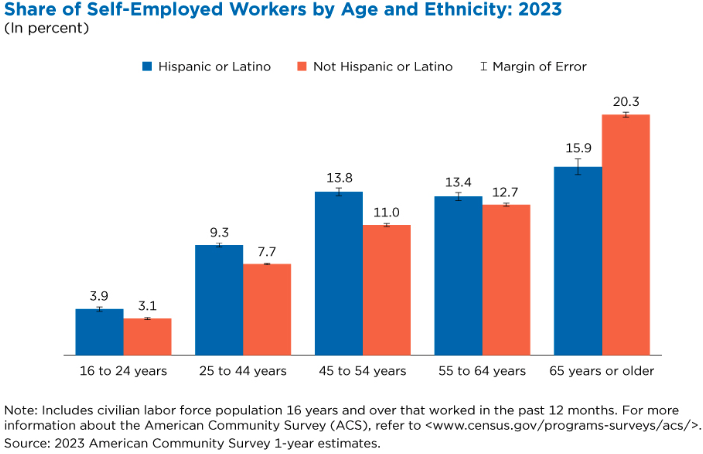 Share of Self-Employed Workers by Age and Ethnicity: 2023
(In percent)
Hispanic or Latino Not Hispanic or Latino Margin of Error
3.9 3.1 9.3 7.7 13.8 11.0 13.4 12.7 15.9 20.3
16 to 24 years 25 to 44 years 45 to 54 years 55 to 64 years 65 years or older
Note: Includes civilian labor force population 16 years and over that worked in the past 12 months. For more
information about the American Community Survey (ACS), refer to <www.census.gov/programs-surveys/acs/>.
Source: 2023 American Community Survey 1-year estimates.